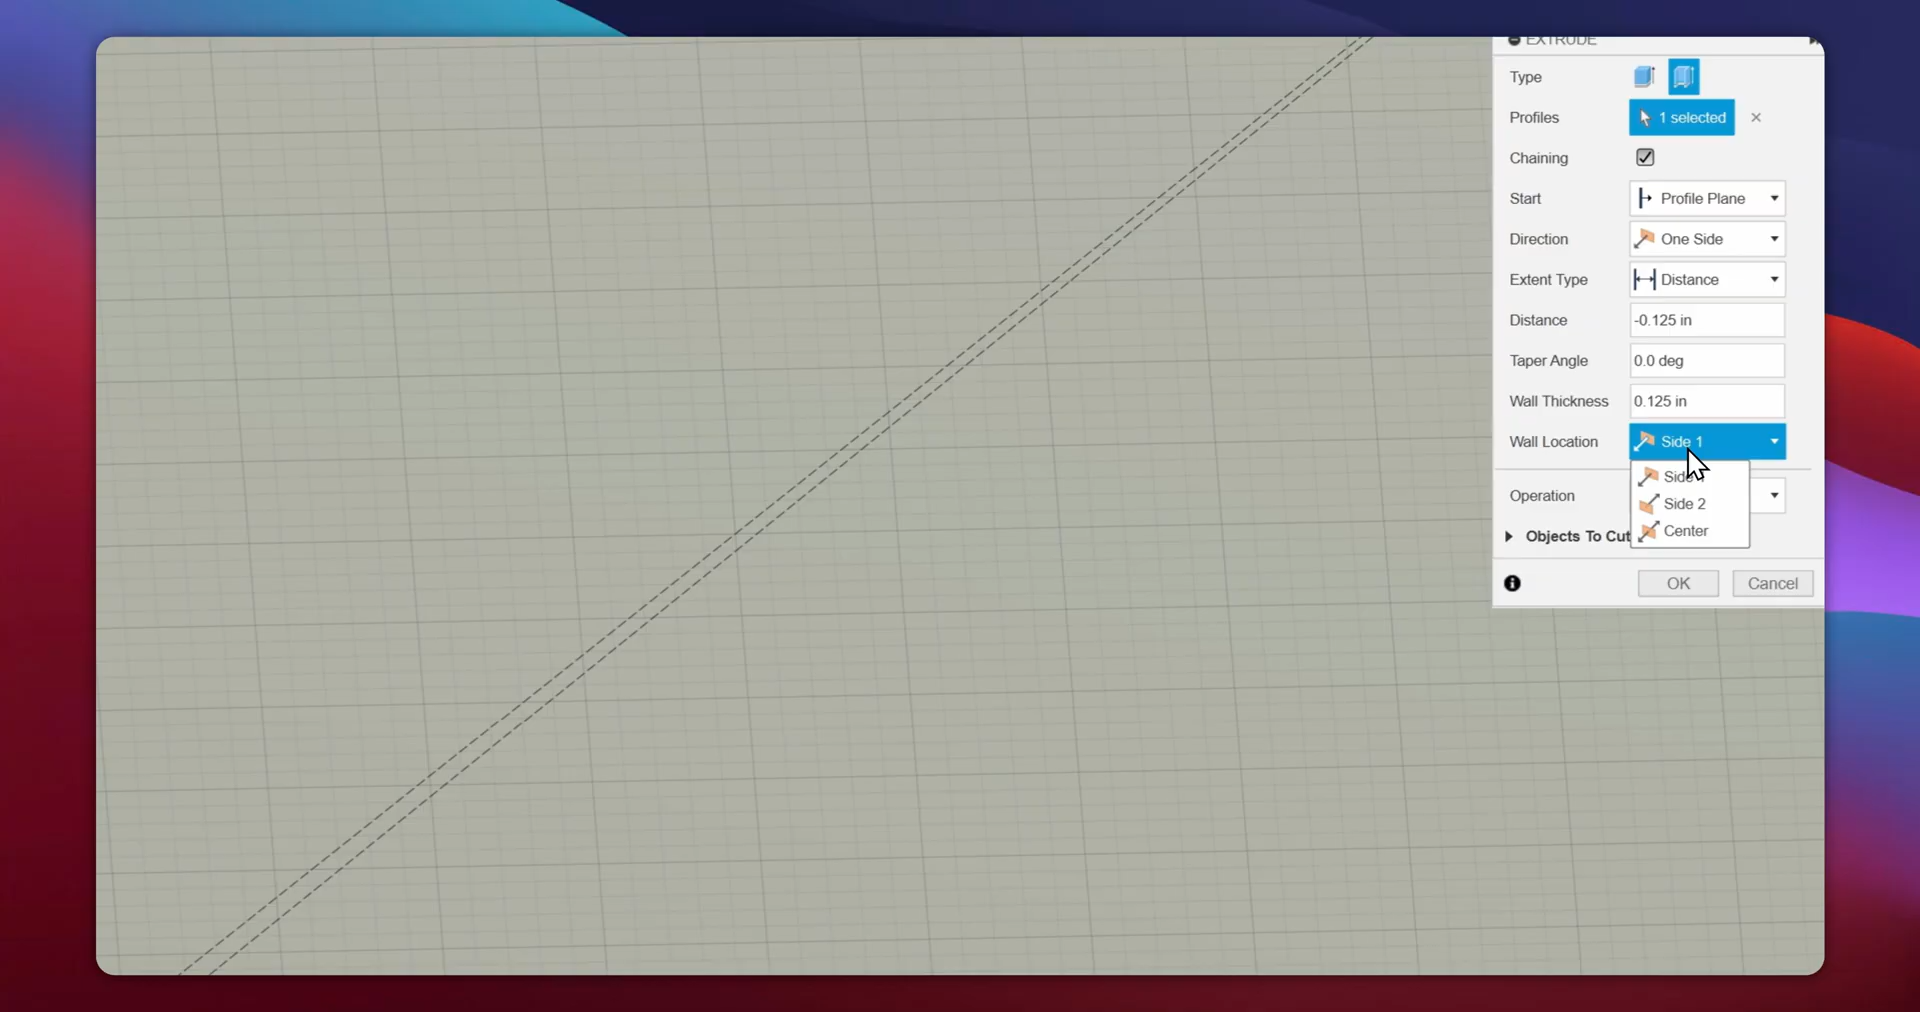 EXTRUDE
Type
Profiles 1 selected
Chaining
Start Profile Plane
Direction One Side
Extent Type Distance
Distance -0.125 in
Taper Angle 0.0 deg
Wall Thickness 0.125 in
Wall Location Side 1
Side 1
Side 2
Operation
Center
Objects To Cut
OK Cancel